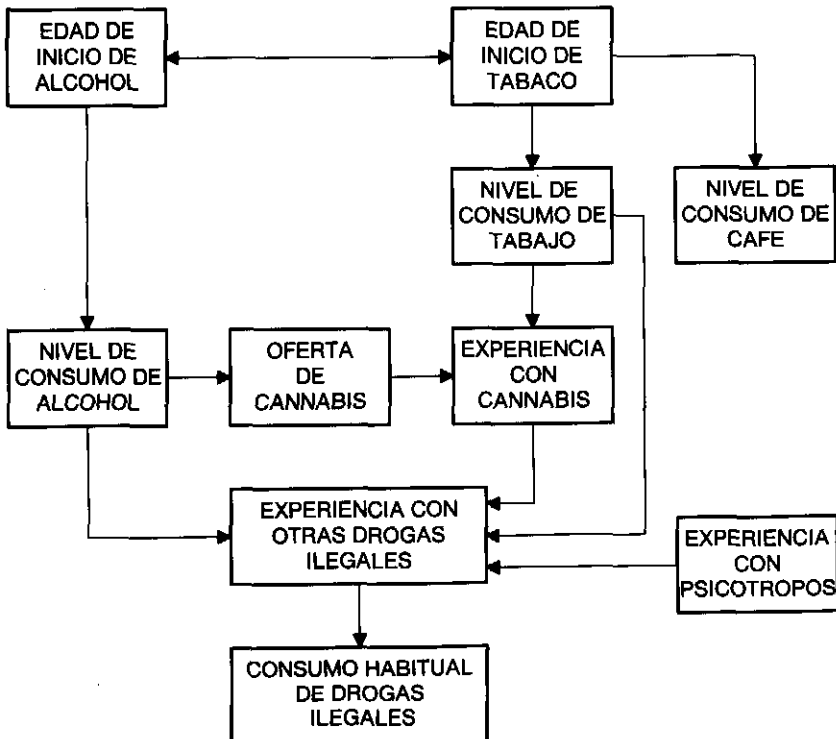 EDAD DE
INICIO DE
ALCOHOL
EDAD DE
INICIO DE
TABACO
NIVEL DE
CONSUMO DE
TABAJO
NIVEL DE
CONSUMO DE
CAFE
NIVEL DE
CONSUMO DE
ALCOHOL
OFERTA
DE
CANNABIS
EXPERIENCIA
CON
CANNABIS
EXPERIENCIA CON
OTRAS DROGAS
ILEGALES
EXPERIENCIA
CON
PSICOTROPOS
CONSUMO HABITUAL
DE DROGAS
ILEGALES